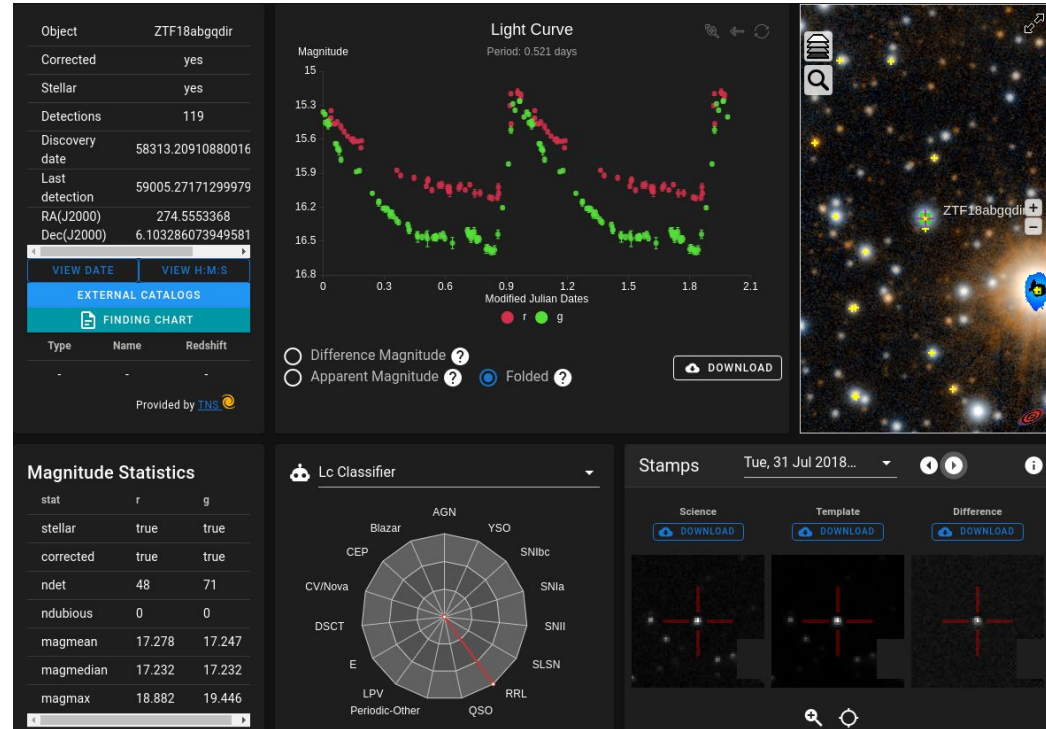 Object ZTF18abgqdir
Corrected yes
Stellar yes
Detections 119
Discovery date 58313.20910880016
Last detection 59005.27171299979
RA(J2000) 274.5553368
Dec(J2000) 6.103286073949581
VIEW DATE VIEW H:M:S
EXTERNAL CATALOGS
FINDING CHART
Type Name Redshift
- - -
Provided by TNS
Light Curve
Period: 0.521 days
Magnitude
15
15.3
15.6
15.9
16.2
16.5
16.8
0 0.3 0.6 0.9 1.2 1.5 1.8 2.1
Modified Julian Dates
r g
Difference Magnitude ?
Apparent Magnitude ? Folded ?
DOWNLOAD
ZTF18abgqdir
+
−
Magnitude Statistics
stat r g
stellar true true
corrected true true
ndet 48 71
ndubious 0 0
magmean 17.278 17.247
magmedian 17.232 17.232
magmax 18.882 19.446
Lc Classifier
AGN
YSO
SNIbc
SNIa
SNII
SLSN
RRL
QSO
Periodic-Other
LPV
E
DSCT
CV/Nova
CEP
Blazar
Stamps Tue, 31 Jul 2018...
Science Template Difference
DOWNLOAD DOWNLOAD DOWNLOAD